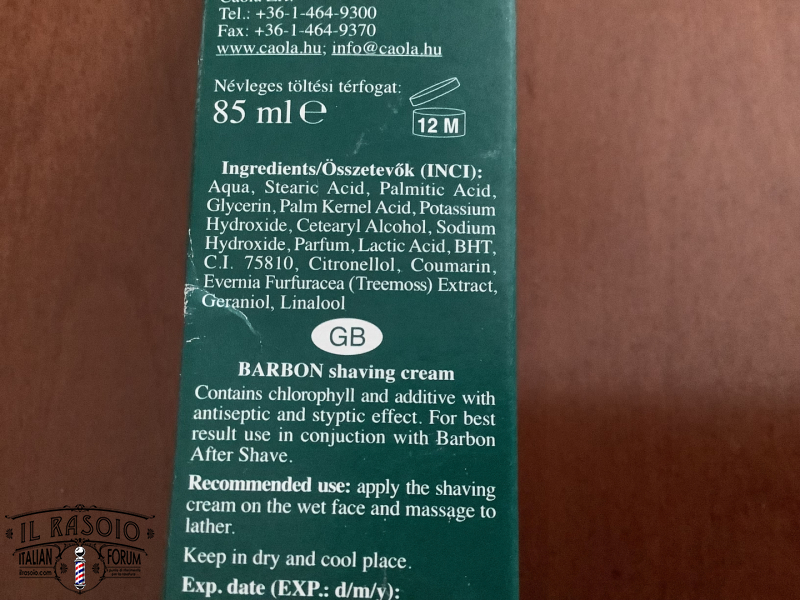 Caola Zrt.
Tel.: +36-1-464-9300
Fax: +36-1-464-9370
www.caola.hu; info@caola.hu
Névleges töltési térfogat:
85 ml ℮
12 M
Ingredients/Összetevők (INCI):
Aqua, Stearic Acid, Palmitic Acid,
Glycerin, Palm Kernel Acid, Potassium
Hydroxide, Cetearyl Alcohol, Sodium
Hydroxide, Parfum, Lactic Acid, BHT,
C.I. 75810, Citronellol, Coumarin,
Evernia Furfuracea (Treemoss) Extract,
Geraniol, Linalool
GB
BARBON shaving cream
Contains chlorophyll and additive with
antiseptic and styptic effect. For best
result use in conjuction with Barbon
After Shave.
Recommended use: apply the shaving
cream on the wet face and massage to
lather.
Keep in dry and cool place.
Exp. date (EXP.: d/m/y):
IL RASOIO
ITALIAN FORUM
ilrasoio.com